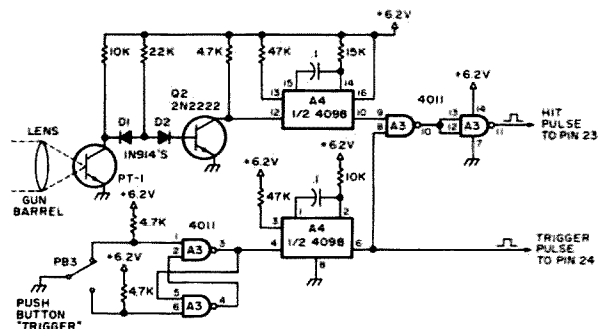 +6.2V
10K 22K 4.7K 47K .1 15K
15 14
Q2
2N2222
13 A4 16
12 1/2 4098 10
D1 D2
1N914'S
4011
+6.2V
9 13 14
8 A3 10 12 A3 11
7
HIT
PULSE
TO PIN 23
LENS
GUN
BARREL
PT-1
+6.2V
4.7K
+6.2V
47K
+6.2V
.1 10K
1 2
3 A4
4 1/2 4098 6
8
4011
1
2 A3 3
PB3
+6.2V
4.7K
5
6 A3 4
PUSH
BUTTON
"TRIGGER"
TRIGGER
PULSE
TO PIN 24